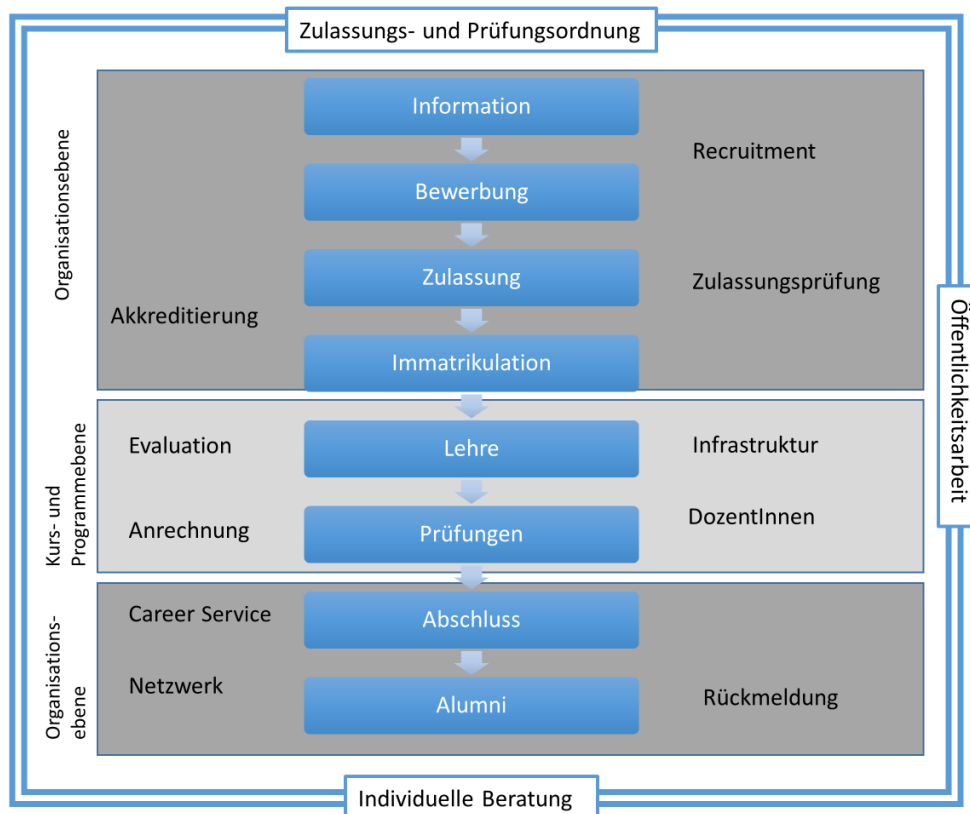 Zulassungs- und Prüfungsordnung
Organisationsebene
Information
Recruitment
Bewerbung
Zulassung
Zulassungsprüfung
Akkreditierung
Immatrikulation
Öffentlichkeitsarbeit
Kurs- und
Programmebene
Evaluation
Lehre
Infrastruktur
Anrechnung
Prüfungen
DozentInnen
Organisations-
ebene
Career Service
Abschluss
Netzwerk
Alumni
Rückmeldung
Individuelle Beratung